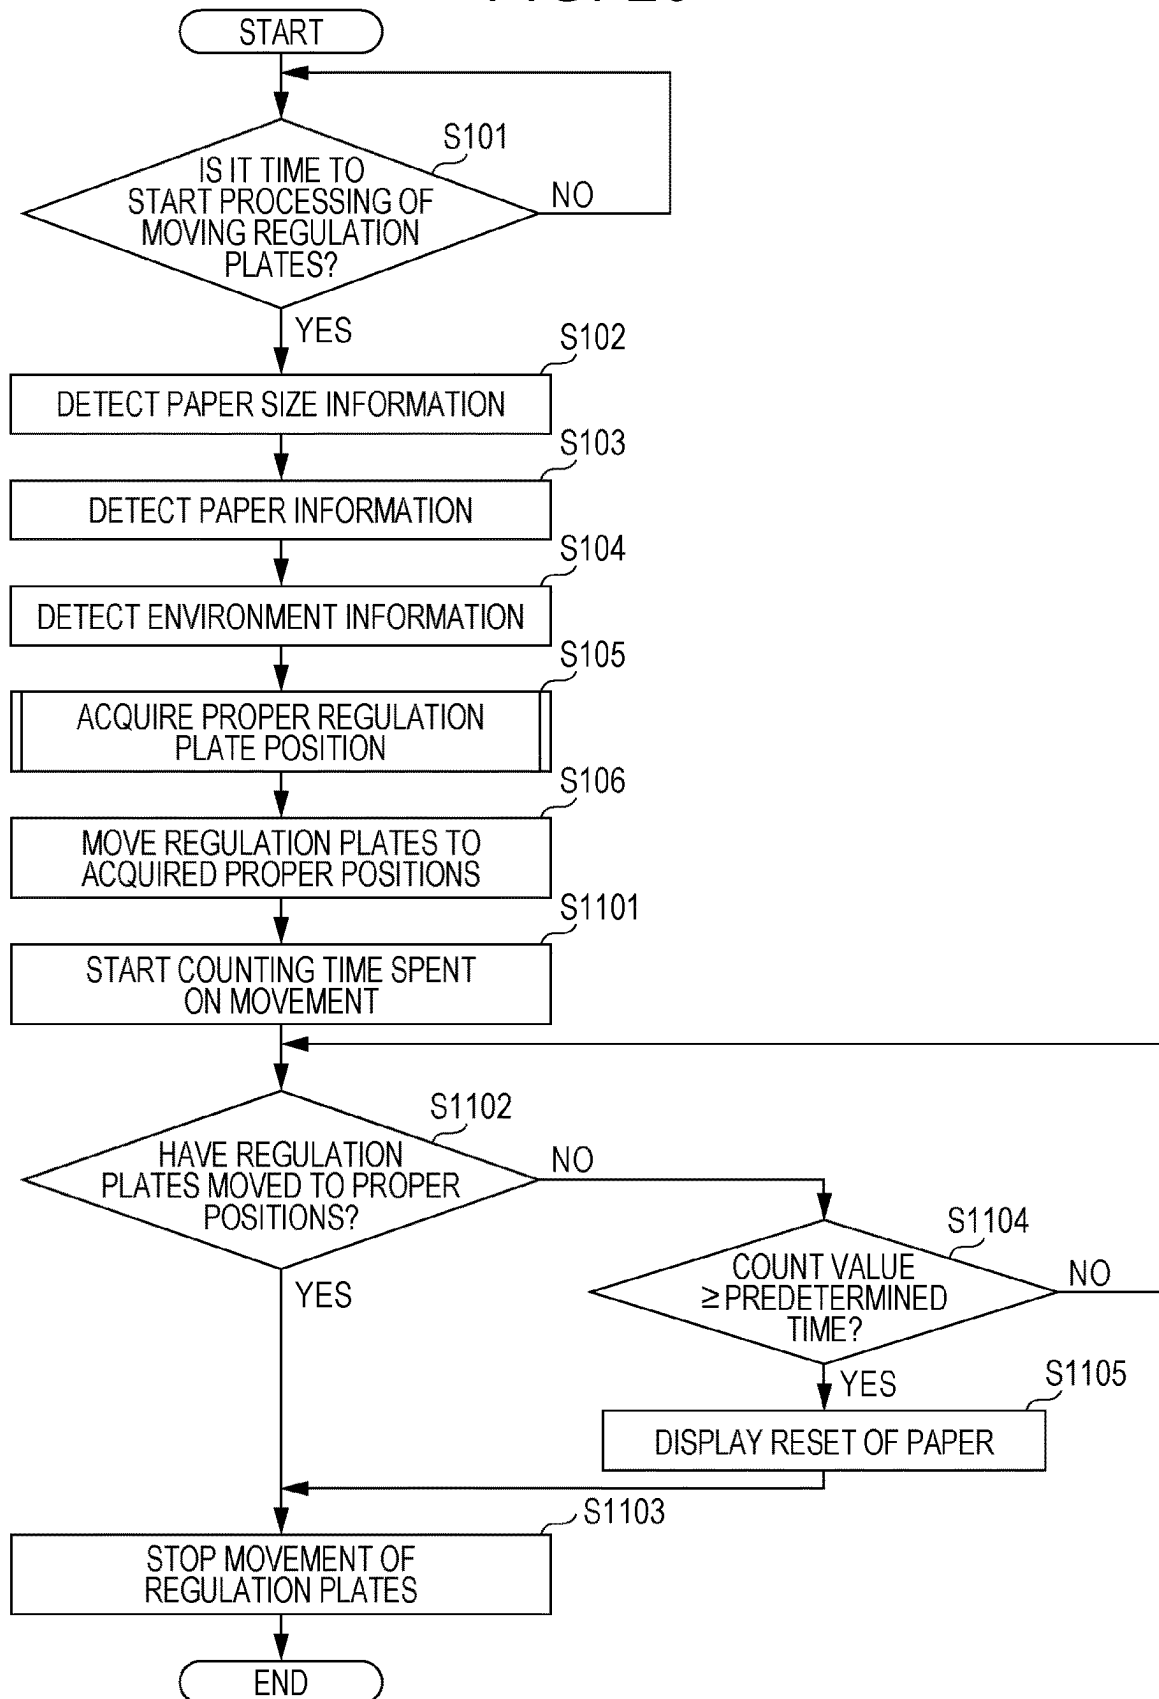 START
S101
IS IT TIME TO
START PROCESSING OF
MOVING REGULATION
PLATES?
NO
YES
S102
DETECT PAPER SIZE INFORMATION
S103
DETECT PAPER INFORMATION
S104
DETECT ENVIRONMENT INFORMATION
S105
ACQUIRE PROPER REGULATION
PLATE POSITION
S106
MOVE REGULATION PLATES TO
ACQUIRED PROPER POSITIONS
S1101
START COUNTING TIME SPENT
ON MOVEMENT
S1102
HAVE REGULATION
PLATES MOVED TO PROPER
POSITIONS?
NO
YES
S1104
COUNT VALUE
≥ PREDETERMINED
TIME?
NO
YES
S1105
DISPLAY RESET OF PAPER
S1103
STOP MOVEMENT OF
REGULATION PLATES
END